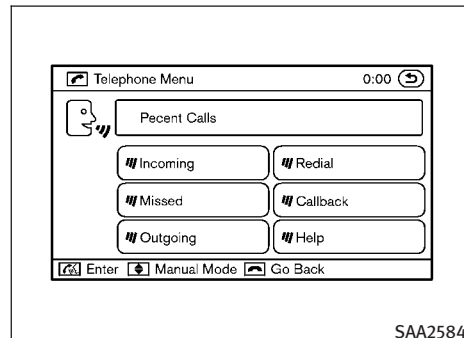 Telephone Menu 0:00
Pecent Calls
Incoming Redial
Missed Callback
Outgoing Help
Enter Manual Mode Go Back
SAA2584